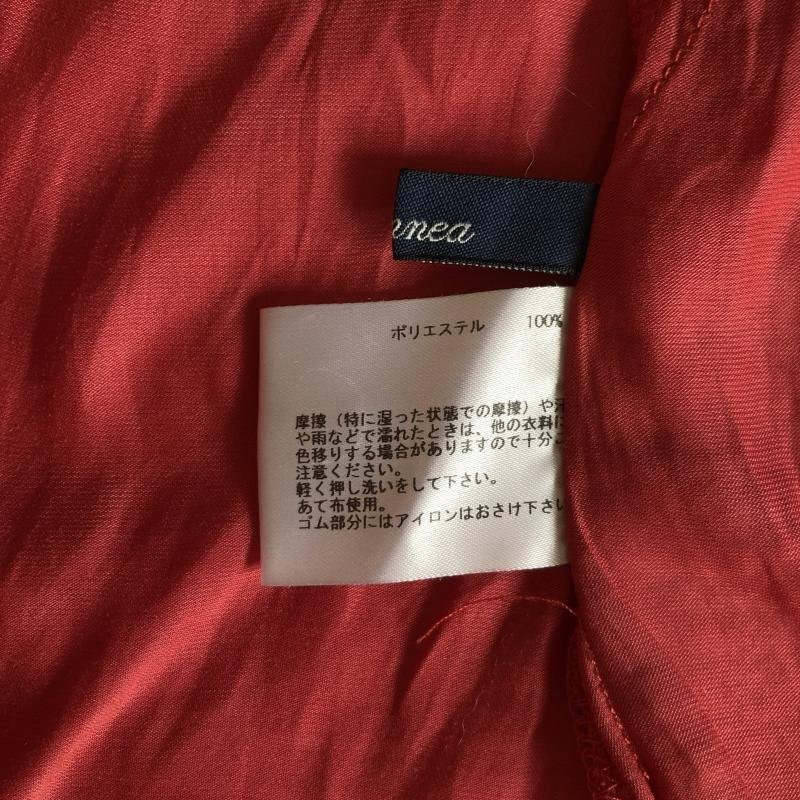 nnea
ポリエステル 100%
摩擦（特に湿った状態での摩擦）や汗
や雨などで濡れたときは、他の衣料に
色移りする場合がありますので十分ご
注意ください。
軽く押し洗いをして下さい。
あて布使用。
ゴム部分にはアイロンはおさけ下さい